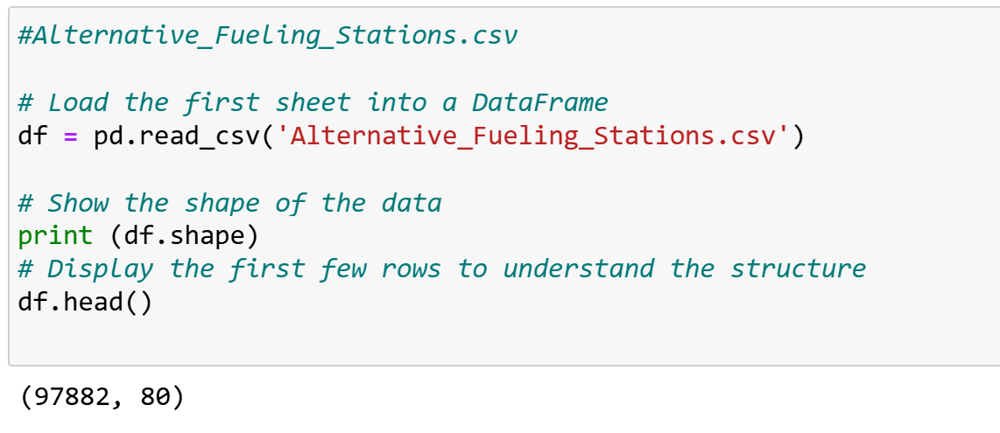 #Alternative_Fueling_Stations.csv
# Load the first sheet into a DataFrame
df = pd.read_csv('Alternative_Fueling_Stations.csv')
# Show the shape of the data
print (df.shape)
# Display the first few rows to understand the structure
df.head()
(97882, 80)